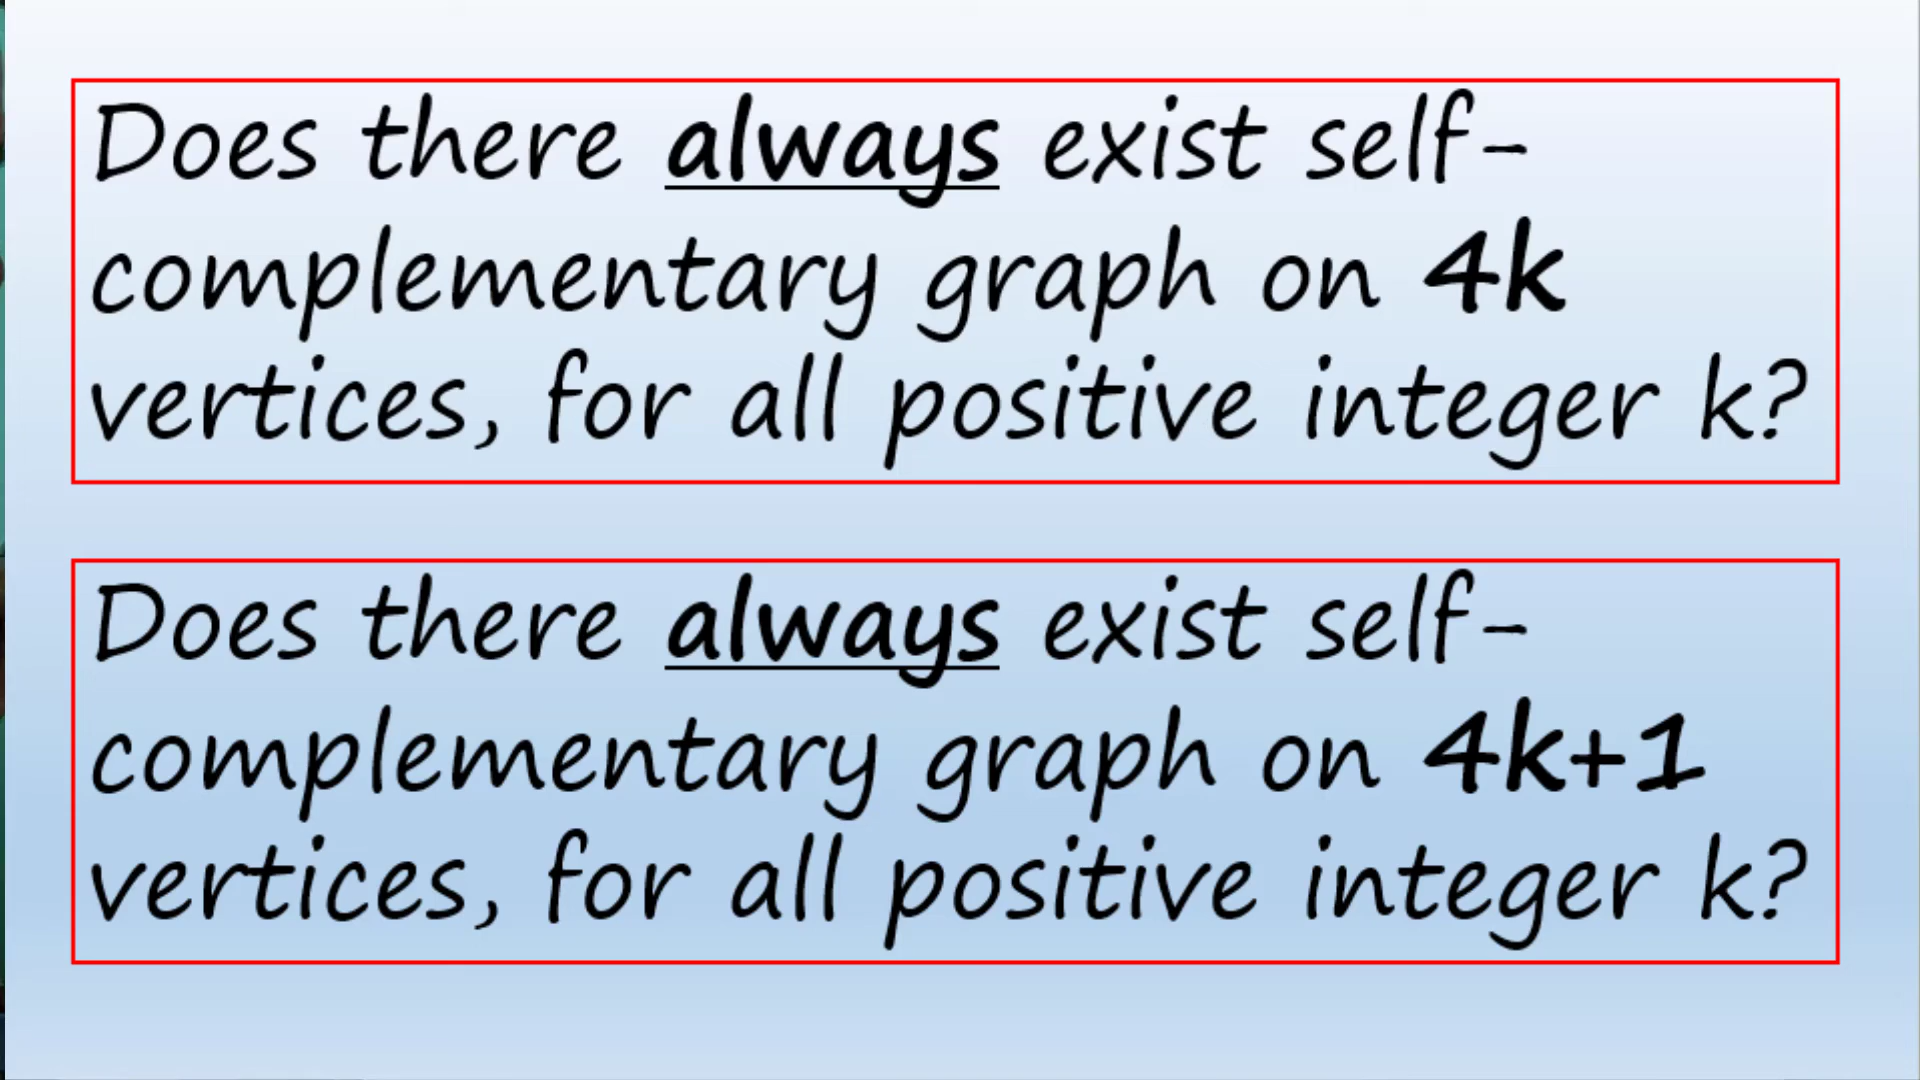 Does there always exist self-
complementary graph on 4k
vertices, for all positive integer k?
Does there always exist self-
complementary graph on 4k+1
vertices, for all positive integer k?